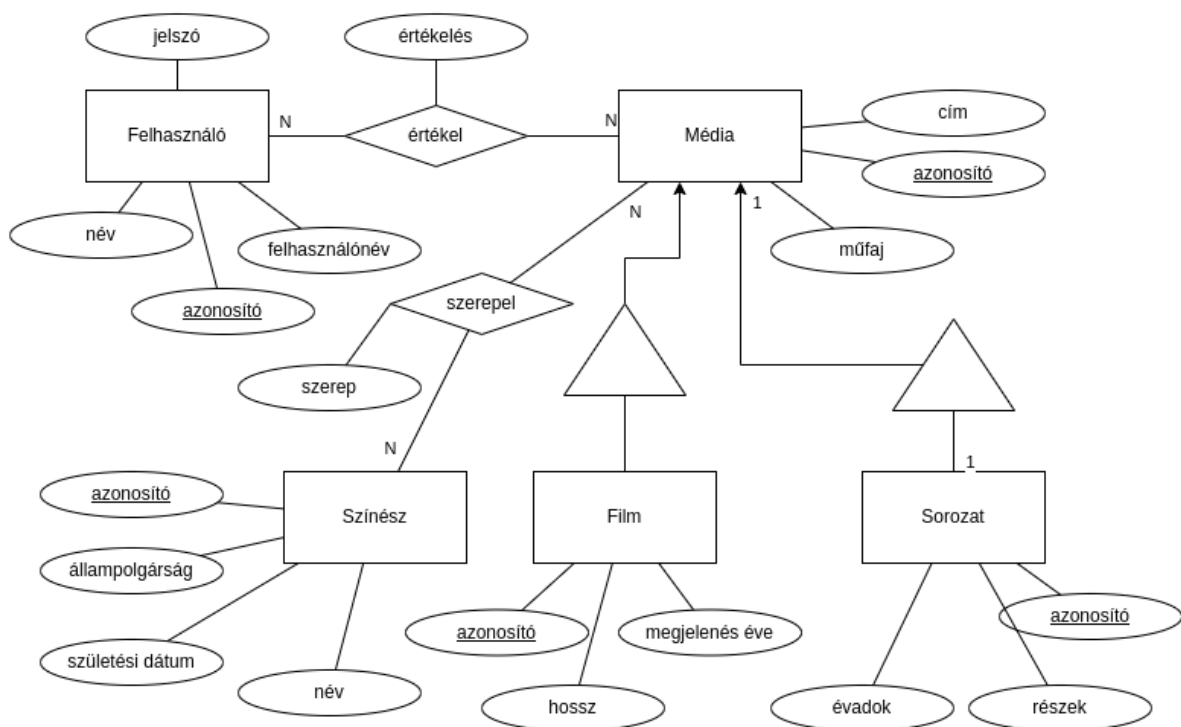 jelszó
értékelés
Felhasználó
N
értékel
N
Média
cím
azonosító
név
felhasználónév
N
1
műfaj
azonosító
szerepel
szerep
N
1
azonosító
Színész
Film
Sorozat
állampolgárság
azonosító
azonosító
megjelenés éve
születési dátum
név
hossz
évadok
részek